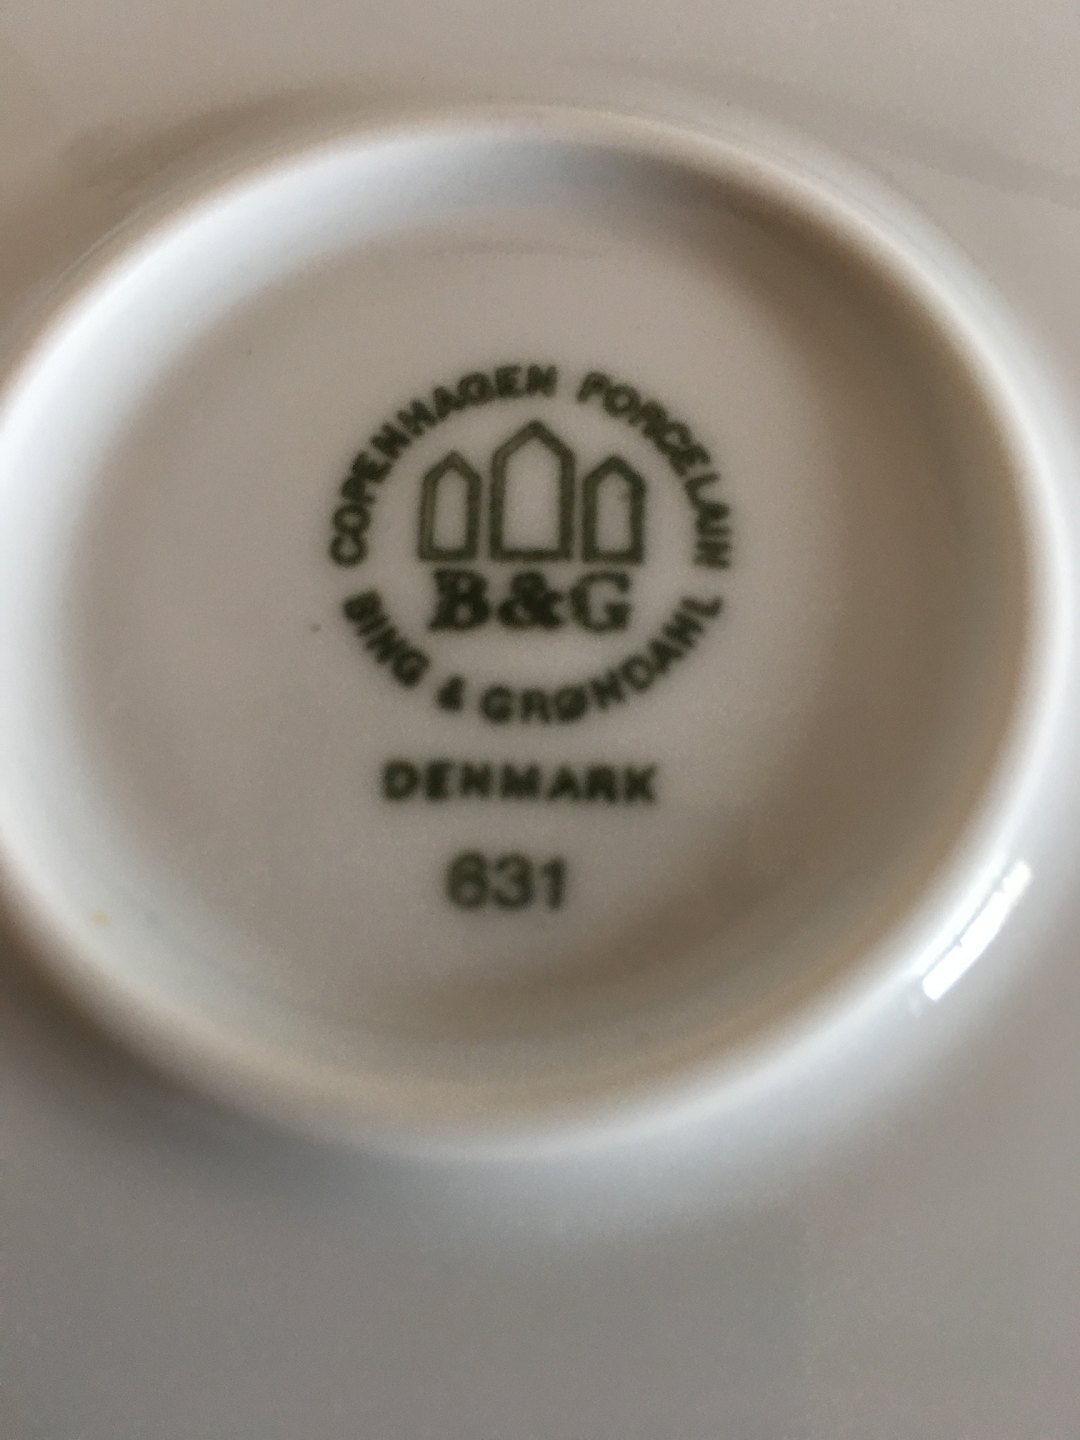 COPENHAGEN PORCELAIN
B&G
BING & GRØNDAHL
DENMARK
631